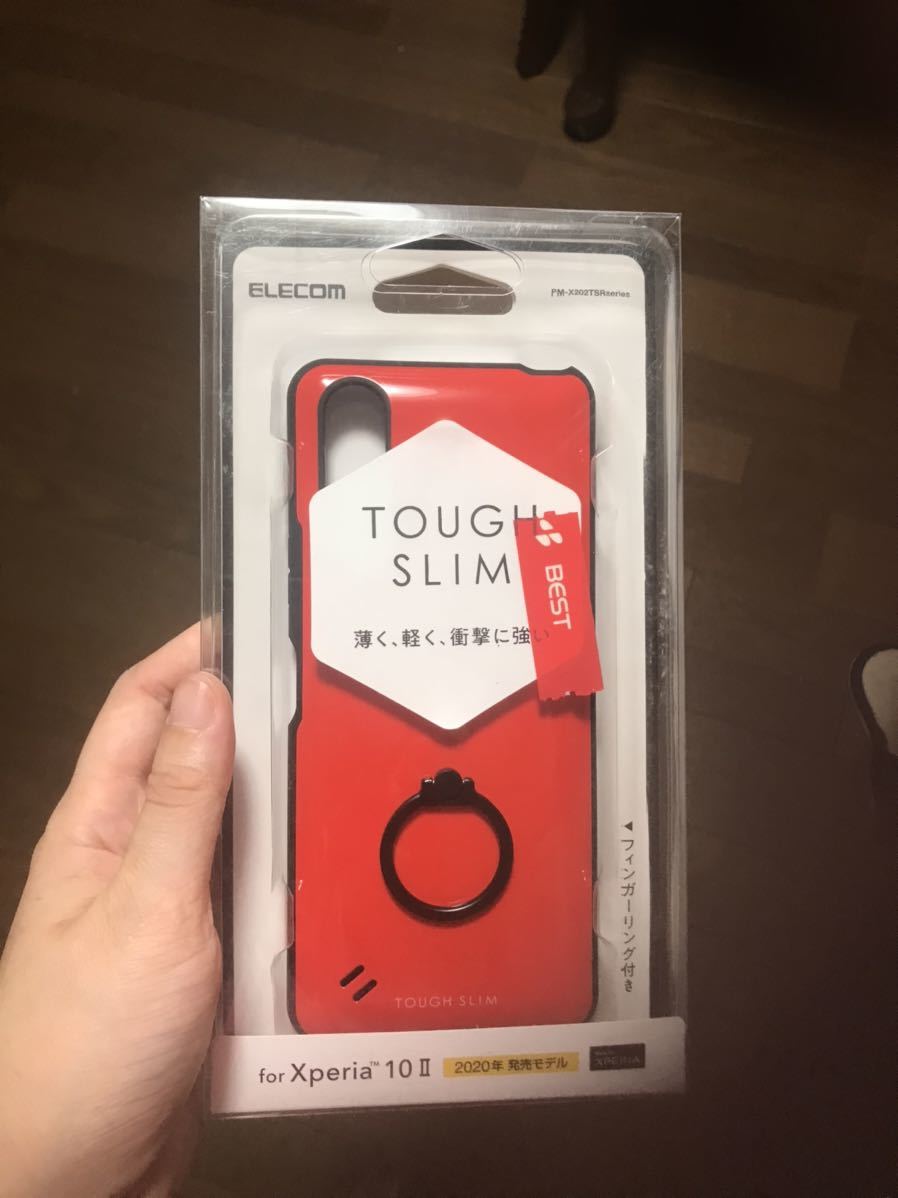 ELECOM
PM-X202TSRseries
TOUGH
SLIM
BEST
薄く、軽く、衝撃に強い
フィンガーリング付き
TOUGH SLIM
for Xperia™ 10 II
2020年 発売モデル
XPERIA